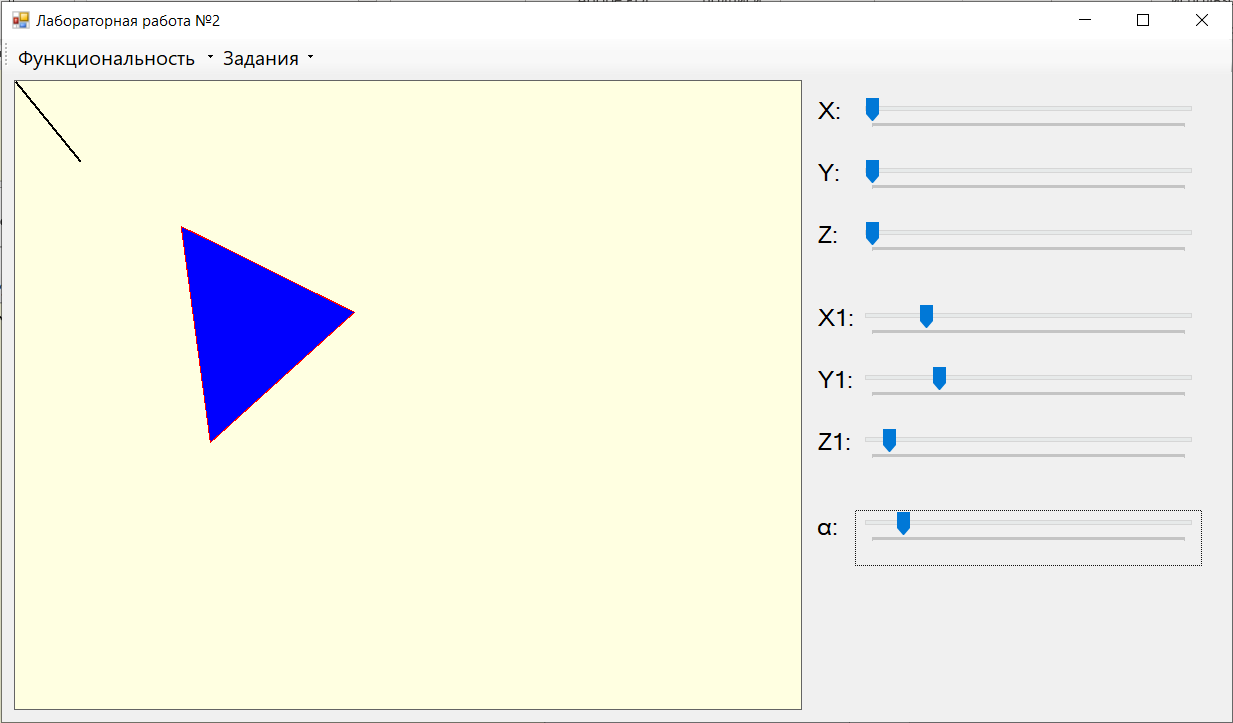 Лабораторная работа №2
Функциональность Задания
X:
Y:
Z:
X1:
Y1:
Z1:
α: